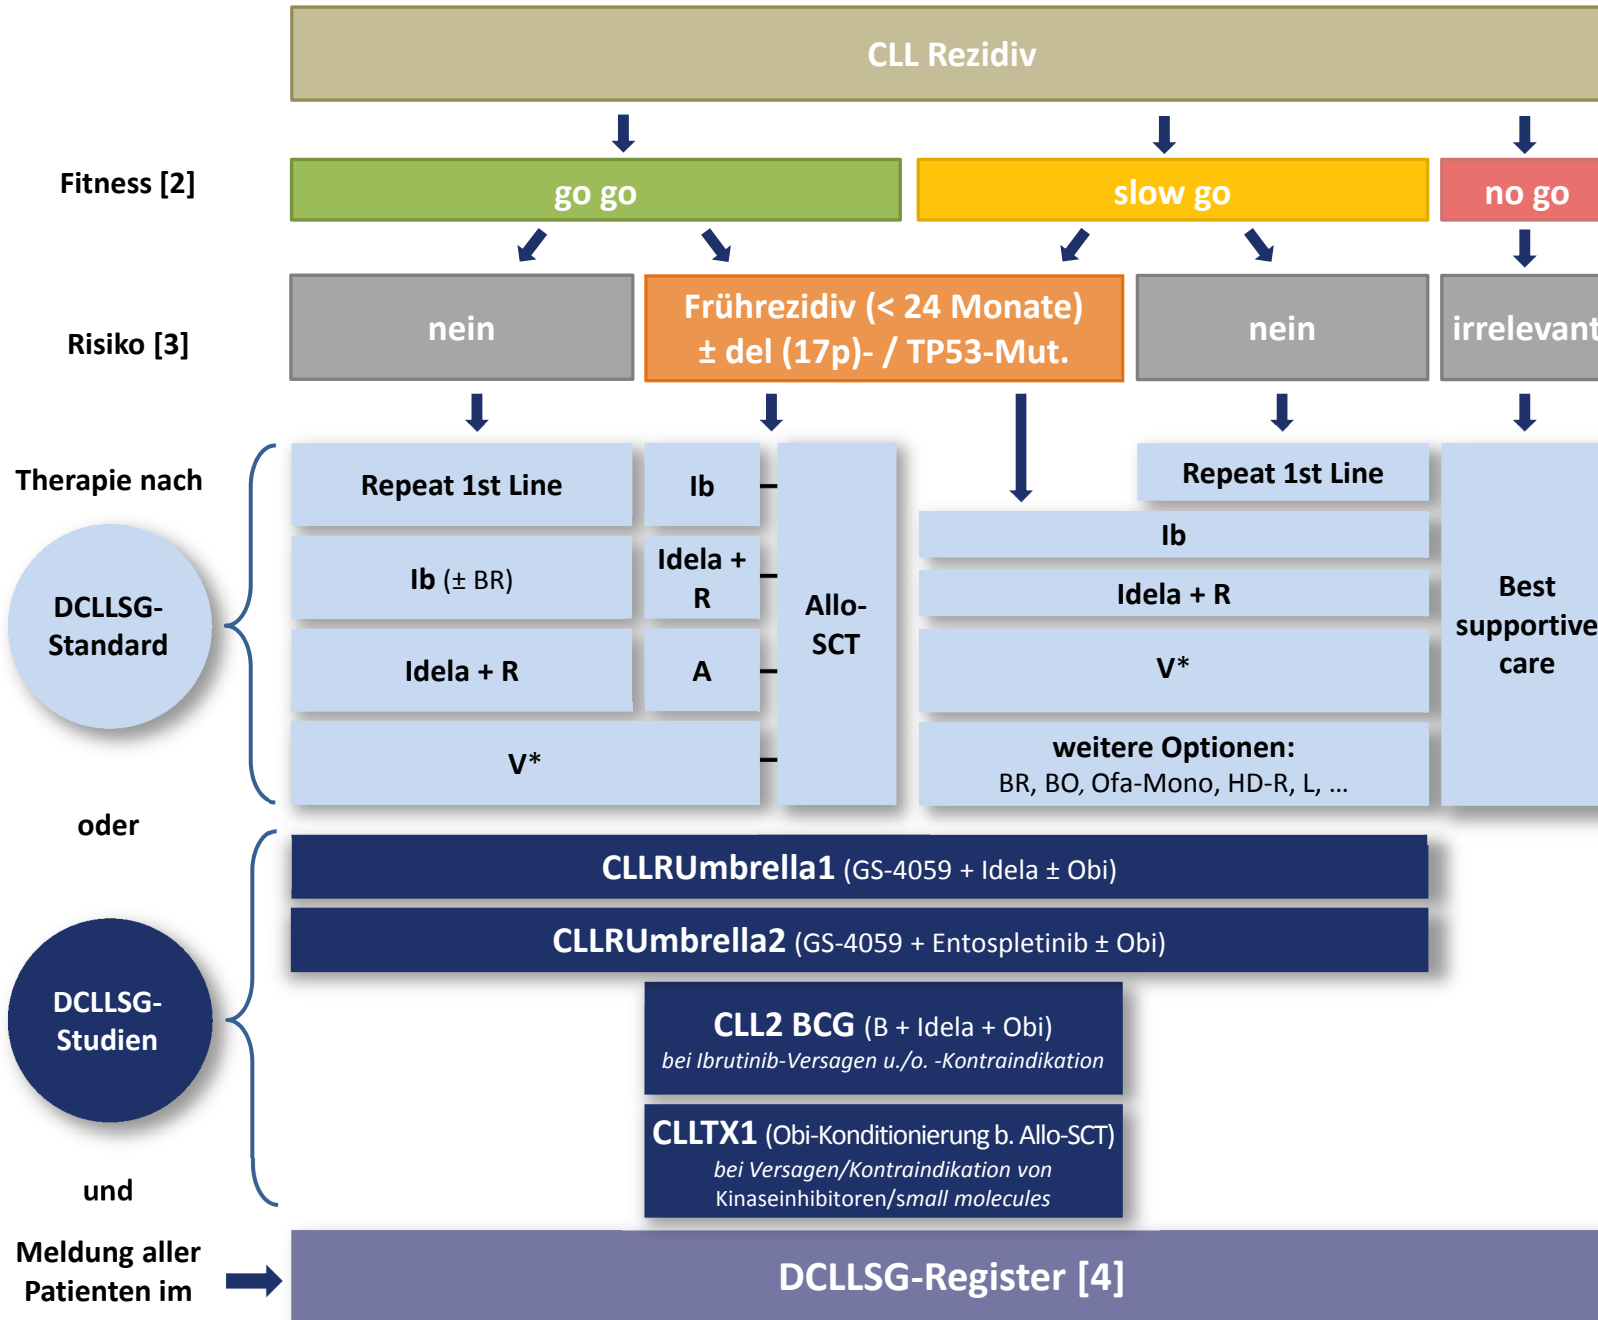 CLL Rezidiv
Fitness [2]
go go
slow go
no go
Risiko [3]
nein
Frührezidiv (< 24 Monate)
± del (17p)- / TP53-Mut.
nein
irrelevant
Therapie nach
DCLLSG-
Standard
Repeat 1st Line
Ib (± BR)
Idela + R
V*
Ib
Idela +
R
A
Allo-
SCT
Repeat 1st Line
Ib
Idela + R
V*
weitere Optionen:
BR, BO, Ofa-Mono, HD-R, L, ...
Best
supportive
care
oder
DCLLSG-
Studien
CLLRUmbrella1 (GS-4059 + Idela ± Obi)
CLLRUmbrella2 (GS-4059 + Entospletinib ± Obi)
CLL2 BCG (B + Idela + Obi)
bei Ibrutinib-Versagen u./o. -Kontraindikation
CLLTX1 (Obi-Konditionierung b. Allo-SCT)
bei Versagen/Kontraindikation von
Kinaseinhibitoren/small molecules
und
Meldung aller
Patienten im
DCLLSG-Register [4]